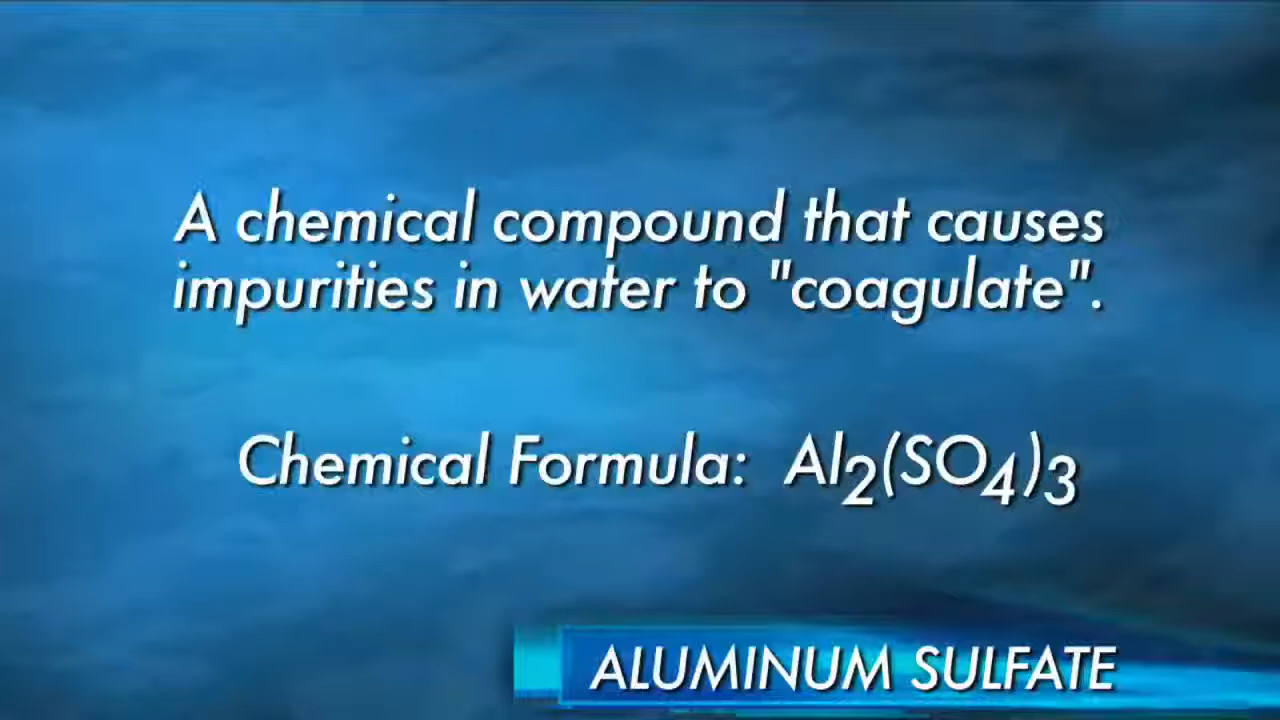 A chemical compound that causes
impurities in water to "coagulate".
Chemical Formula: Al₂(SO₄)₃
ALUMINUM SULFATE